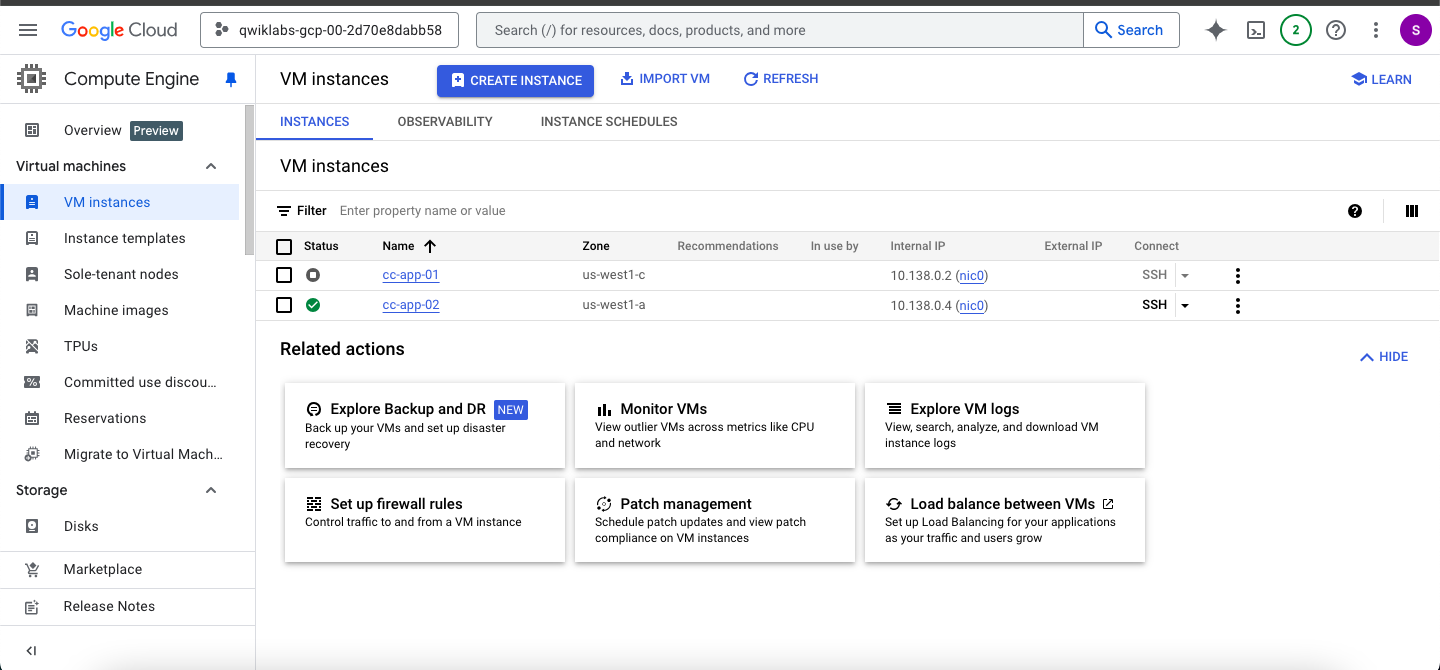 Google Cloud
qwiklabs-gcp-00-2d70e8dabb58
Search (/) for resources, docs, products, and more
Search
2
S
Compute Engine
VM instances
CREATE INSTANCE
IMPORT VM
REFRESH
LEARN
Overview Preview
Virtual machines
VM instances
Instance templates
Sole-tenant nodes
Machine images
TPUs
Committed use discou...
Reservations
Migrate to Virtual Mach...
Storage
Disks
Marketplace
Release Notes
INSTANCES OBSERVABILITY INSTANCE SCHEDULES
VM instances
Filter Enter property name or value
Status Name Zone Recommendations In use by Internal IP External IP Connect
cc-app-01 us-west1-c 10.138.0.2 (nic0) SSH
cc-app-02 us-west1-a 10.138.0.4 (nic0) SSH
Related actions
HIDE
Explore Backup and DR NEW
Back up your VMs and set up disaster
recovery
Monitor VMs
View outlier VMs across metrics like CPU
and network
Explore VM logs
View, search, analyze, and download VM
instance logs
Set up firewall rules
Control traffic to and from a VM instance
Patch management
Schedule patch updates and view patch
compliance on VM instances
Load balance between VMs
Set up Load Balancing for your applications
as your traffic and users grow